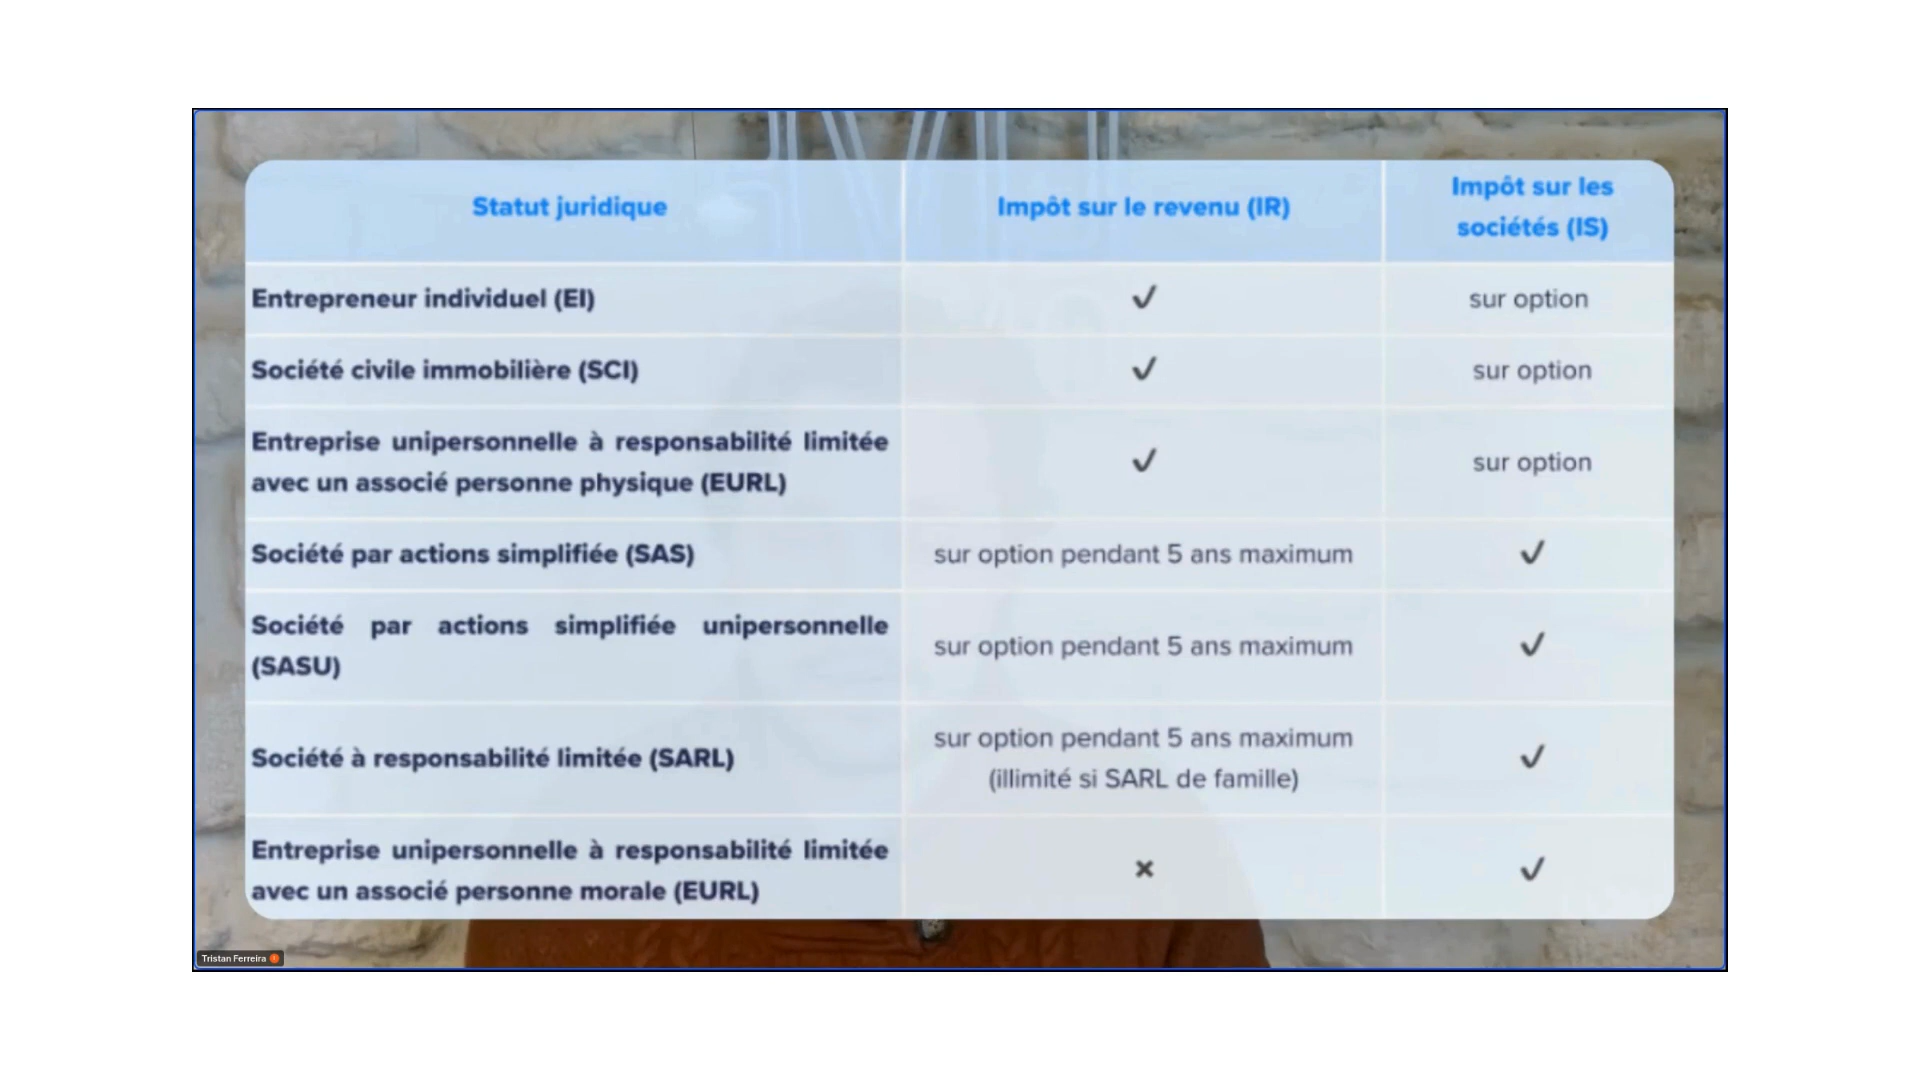 Statut juridique
Impôt sur le revenu (IR)
Impôt sur les
sociétés (IS)
Entrepreneur individuel (EI)
✓
sur option
Société civile immobilière (SCI)
✓
sur option
Entreprise unipersonnelle à responsabilité limitée
avec un associé personne physique (EURL)
✓
sur option
Société par actions simplifiée (SAS)
sur option pendant 5 ans maximum
✓
Société par actions simplifiée unipersonnelle
(SASU)
sur option pendant 5 ans maximum
✓
Société à responsabilité limitée (SARL)
sur option pendant 5 ans maximum
(illimité si SARL de famille)
✓
Entreprise unipersonnelle à responsabilité limitée
avec un associé personne morale (EURL)
×
✓
Tristan Ferreira